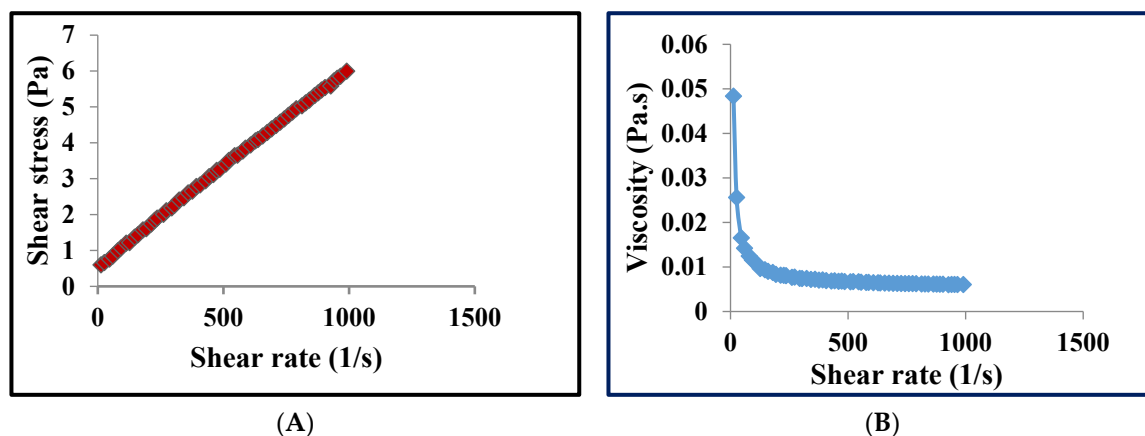 7
6
5
4
3
2
1
0
Shear stress (Pa)
0 500 1000 1500
Shear rate (1/s)
(A)
0.06
0.05
0.04
0.03
0.02
0.01
0
Viscosity (Pa.s)
0 500 1000 1500
Shear rate (1/s)
(B)